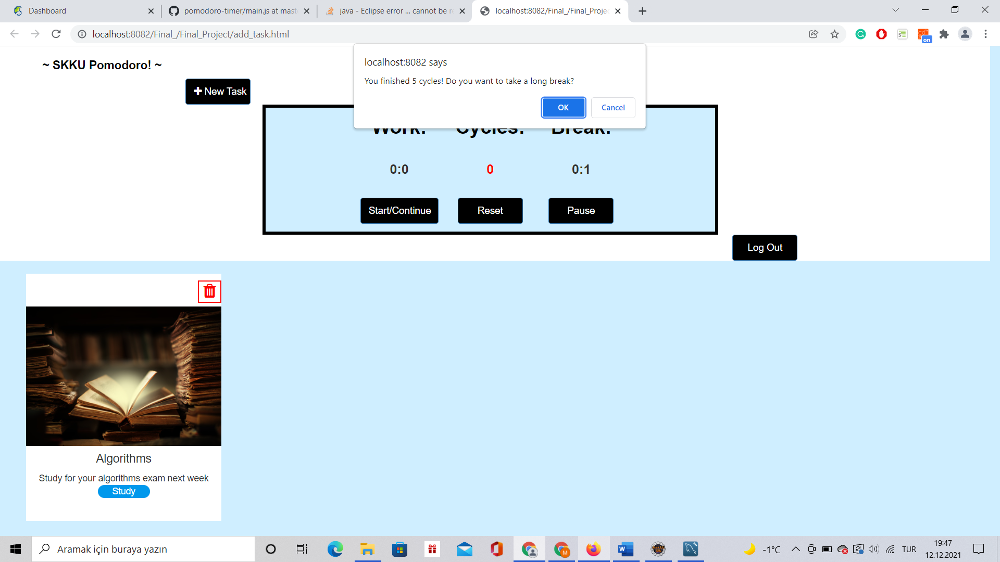 Dashboard
pomodoro-timer/main.js at mast
java - Eclipse error ... cannot be re
localhost:8082/Final_/Final_Projec
localhost:8082/Final_/Final_Project/add_task.html
on
~ SKKU Pomodoro! ~
New Task
localhost:8082 says
You finished 5 cycles! Do you want to take a long break?
OK
Cancel
Work: Cycles: Break:
0:0 0 0:1
Start/Continue Reset Pause
Log Out
Algorithms
Study for your algorithms exam next week
Study
Aramak için buraya yazın
-1°C
TUR
19:47
12.12.2021